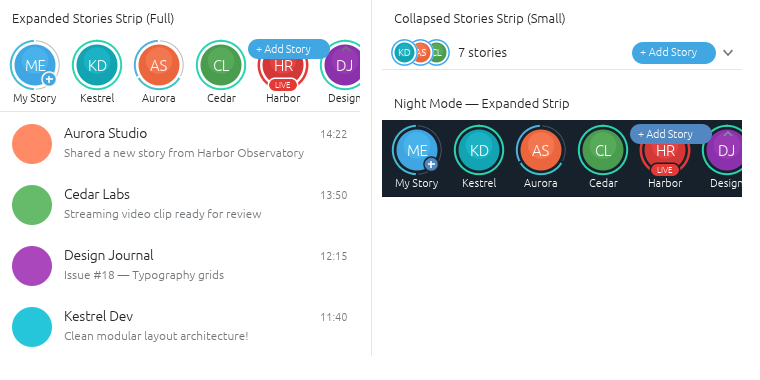 Expanded Stories Strip (Full)
+ Add Story
ME
KD
AS
CL
HR
DJ
LIVE
My Story
Kestrel
Aurora
Cedar
Harbor
Design
Aurora Studio
14:22
Shared a new story from Harbor Observatory
Cedar Labs
13:50
Streaming video clip ready for review
Design Journal
12:15
Issue #18 — Typography grids
Kestrel Dev
11:40
Clean modular layout architecture!
Collapsed Stories Strip (Small)
KD
AS
CL
7 stories
+ Add Story
Night Mode — Expanded Strip
+ Add Story
ME
KD
AS
CL
HR
DJ
LIVE
My Story
Kestrel
Aurora
Cedar
Harbor
Design